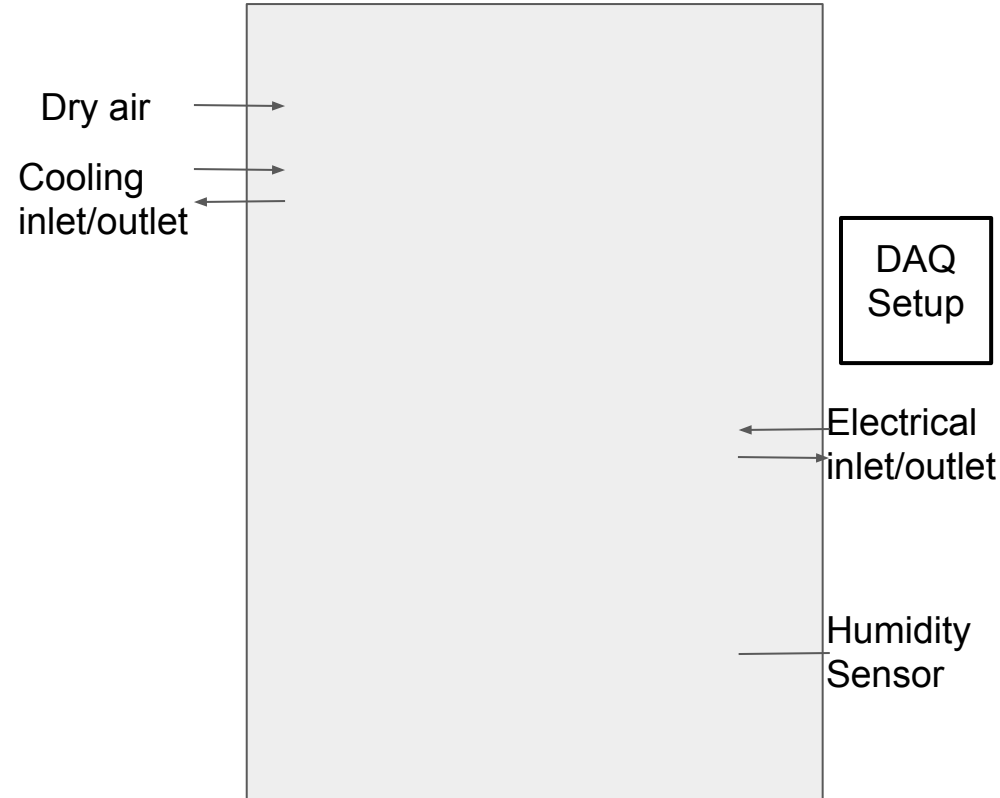 Dry air
Cooling
inlet/outlet
DAQ
Setup
Electrical
inlet/outlet
Humidity
Sensor